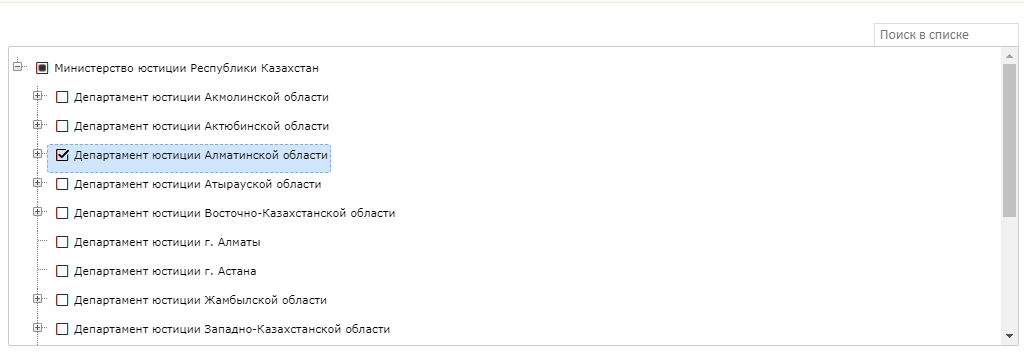 Поиск в списке
Министерство юстиции Республики Казахстан
Департамент юстиции Акмолинской области
Департамент юстиции Актюбинской области
Департамент юстиции Алматинской области
Департамент юстиции Атырауской области
Департамент юстиции Восточно-Казахстанской области
Департамент юстиции г. Алматы
Департамент юстиции г. Астана
Департамент юстиции Жамбылской области
Департамент юстиции Западно-Казахстанской области